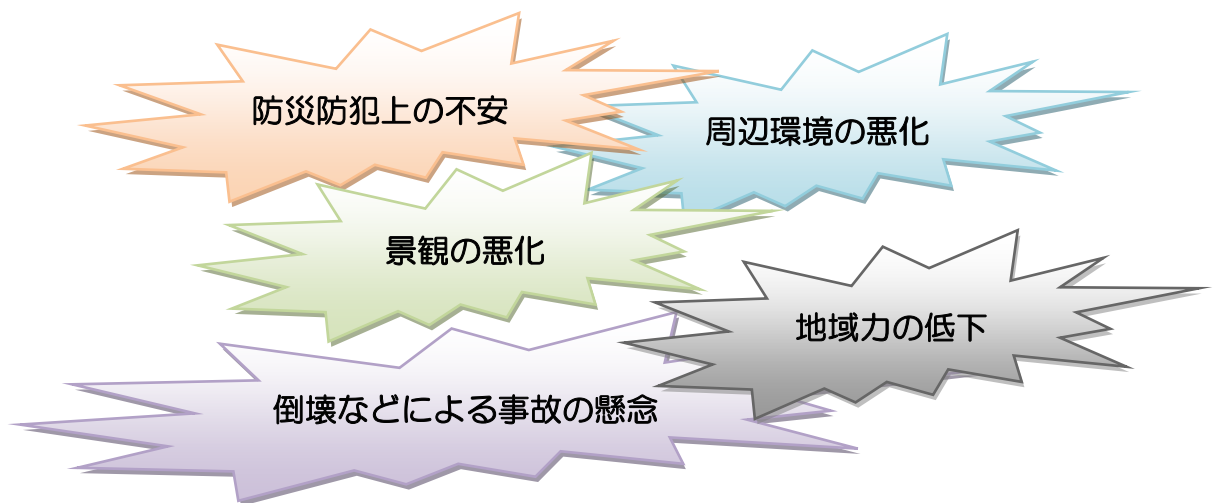 防災防犯上の不安
周辺環境の悪化
景観の悪化
地域力の低下
倒壊などによる事故の懸念